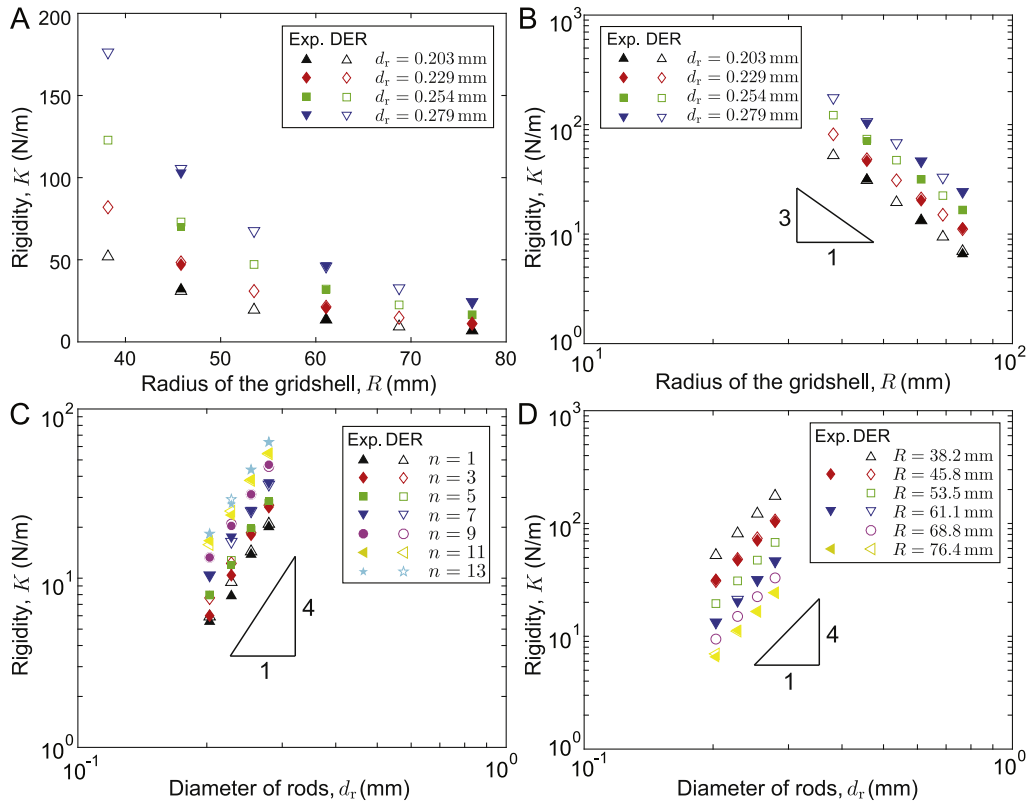 A
200
150
100
50
0
40
50
60
70
80
Rigidity, K (N/m)
Radius of the gridshell, R (mm)
Exp. DER
d_r = 0.203 mm
d_r = 0.229 mm
d_r = 0.254 mm
d_r = 0.279 mm
B
10^3
10^2
10^1
10^0
10^1
10^2
Rigidity, K (N/m)
Radius of the gridshell, R (mm)
Exp. DER
d_r = 0.203 mm
d_r = 0.229 mm
d_r = 0.254 mm
d_r = 0.279 mm
3
1
C
10^2
10^1
10^0
10^-1
10^0
Rigidity, K (N/m)
Diameter of rods, d_r (mm)
Exp. DER
n = 1
n = 3
n = 5
n = 7
n = 9
n = 11
n = 13
4
1
D
10^3
10^2
10^1
10^0
10^-1
10^0
Rigidity, K (N/m)
Diameter of rods, d_r (mm)
Exp. DER
R = 38.2 mm
R = 45.8 mm
R = 53.5 mm
R = 61.1 mm
R = 68.8 mm
R = 76.4 mm
4
1